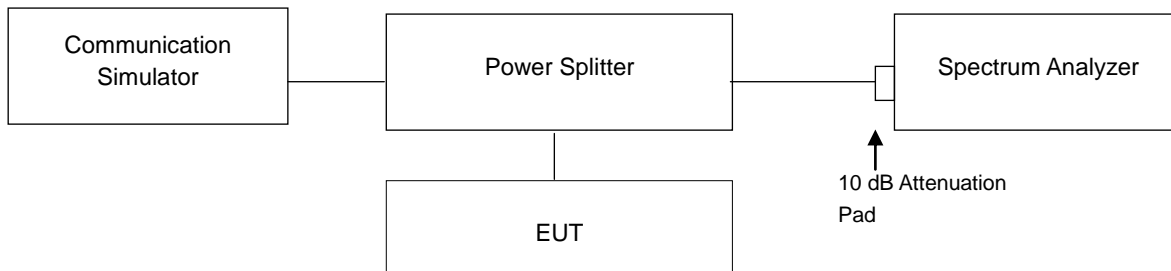 Communication
Simulator
Power Splitter
Spectrum Analyzer
10 dB Attenuation
Pad
EUT